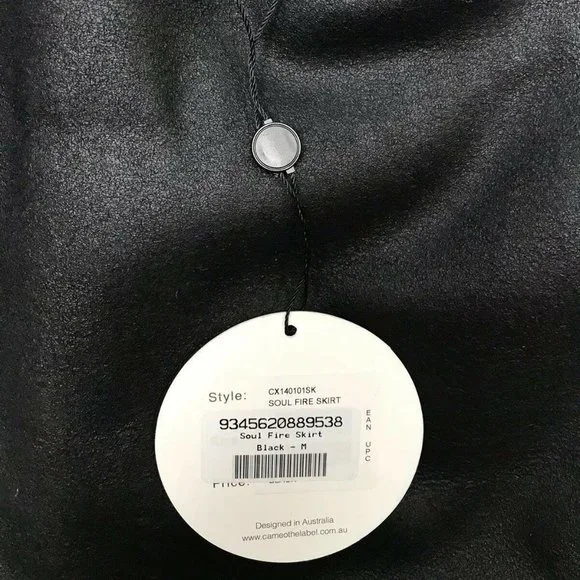 Style: CX140101SK
SOUL FIRE SKIRT
9345620889538
Soul Fire Skirt
Black - M
EAN UPC
Price:
Designed in Australia
www.cameothelabel.com.au